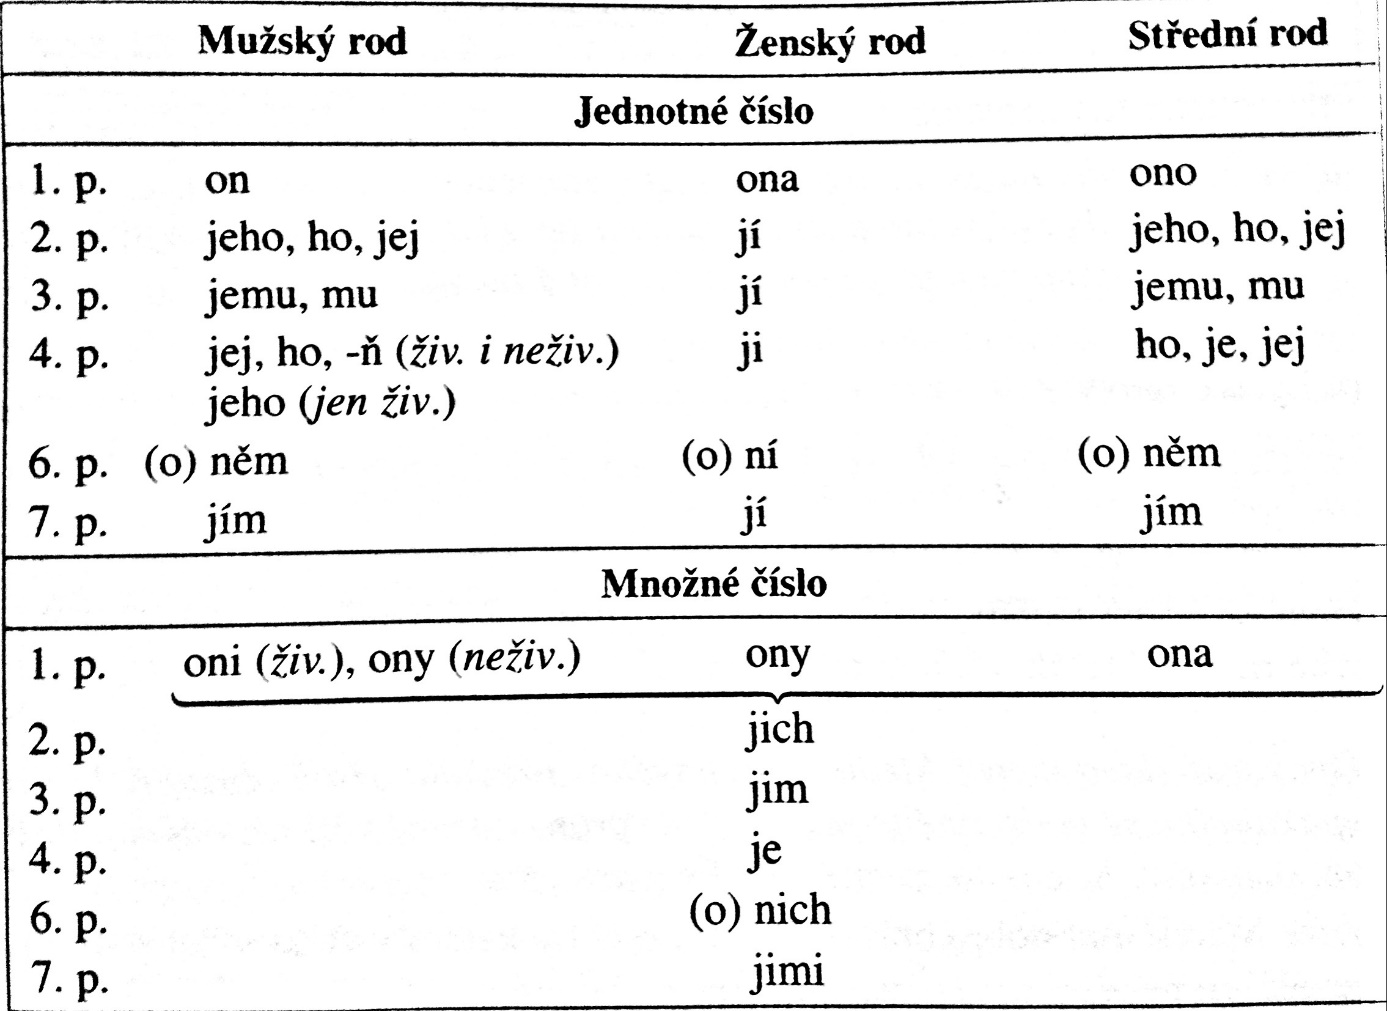 Mužský rod Ženský rod Střední rod
Jednotné číslo
1. p. on ona ono
2. p. jeho, ho, jej jí jeho, ho, jej
3. p. jemu, mu jí jemu, mu
4. p. jej, ho, -ň (živ. i neživ.) ji ho, je, jej
jeho (jen živ.)
6. p. (o) něm (o) ní (o) něm
7. p. jím jí jím
Množné číslo
1. p. oni (živ.), ony (neživ.) ony ona
2. p. jich
3. p. jim
4. p. je
6. p. (o) nich
7. p. jimi